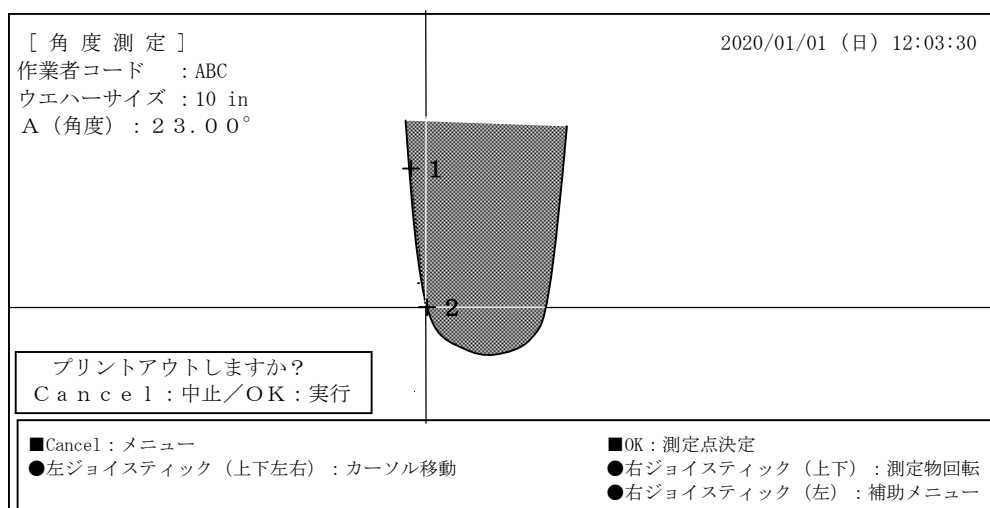 [ 角 度 測 定 ]
2020/01/01 (日) 12:03:30
作業者コード ：ABC
ウエハーサイズ ：10 in
Ａ（角度）：２３.００°
1
2
プリントアウトしますか？
Ｃａｎｃｅｌ：中止／ＯＫ：実行
■Cancel：メニュー
■OK：測定点決定
●左ジョイスティック（上下左右）：カーソル移動
●右ジョイスティック（上下）：測定物回転
●右ジョイスティック（左）：補助メニュー